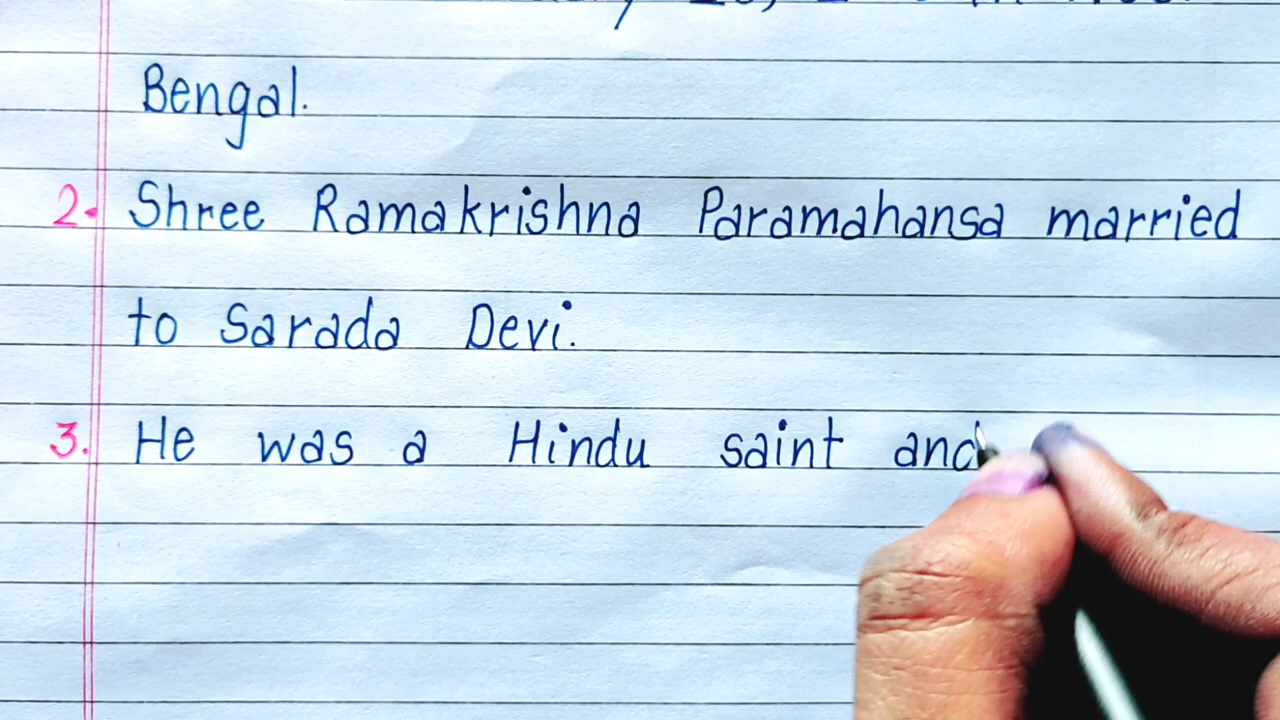 Bengal.
2. Shree Ramakrishna Paramahansa married
to Sarada Devi.
3. He was a Hindu saint and